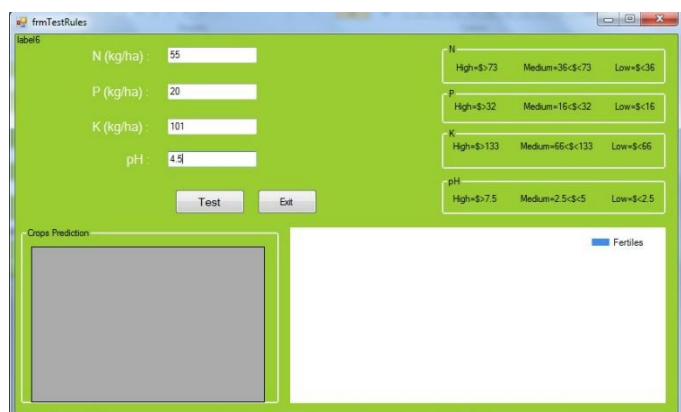 frmTestRules
label6
N (kg/ha) : 55
P (kg/ha) : 20
K (kg/ha) : 101
pH : 4.5
Test Exit
N
High=$>73 Medium=36<$<73 Low=$<36
P
High=$>32 Medium=16<$<32 Low=$<16
K
High=$>133 Medium=66<$<133 Low=$<66
pH
High=$>7.5 Medium=2.5<$<5 Low=$<2.5
Crops Prediction
Fertiles